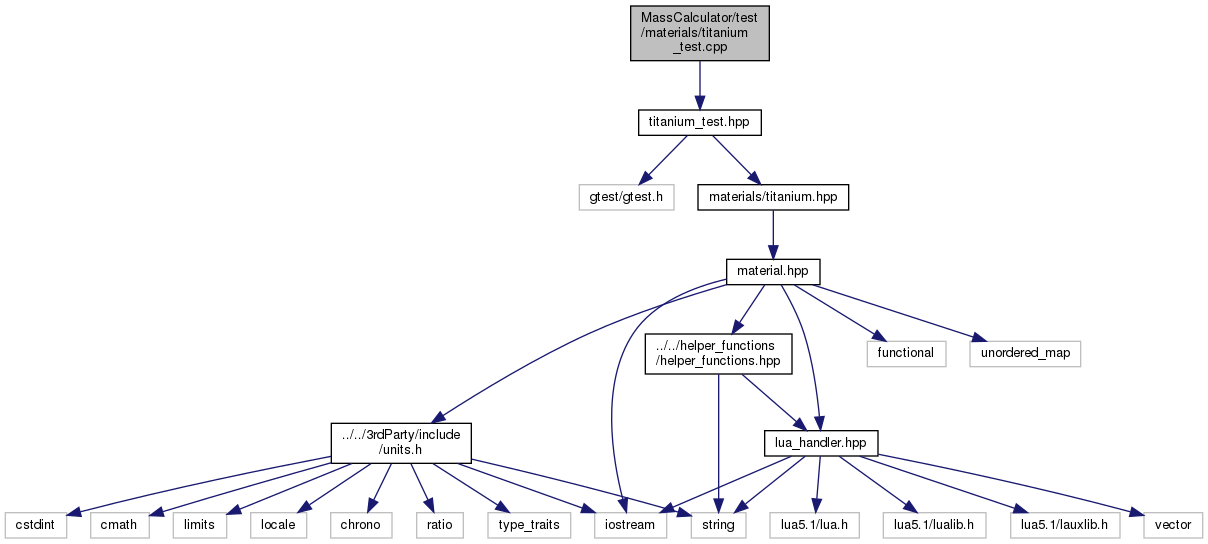 MassCalculator/test
/materials/titanium
_test.cpp
titanium_test.hpp
gtest/gtest.h
materials/titanium.hpp
material.hpp
../../helper_functions
/helper_functions.hpp
functional
unordered_map
../../3rdParty/include
/units.h
lua_handler.hpp
cstdint
cmath
limits
locale
chrono
ratio
type_traits
iostream
string
lua5.1/lua.h
lua5.1/lualib.h
lua5.1/lauxlib.h
vector